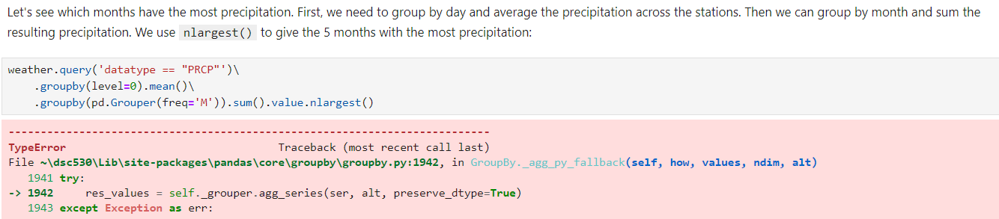 Let's see which months have the most precipitation. First, we need to group by day and average the precipitation across the stations. Then we can group by month and sum the
resulting precipitation. We use nlargest() to give the 5 months with the most precipitation:
weather.query('datatype == "PRCP"')\
    .groupby(level=0).mean()\
    .groupby(pd.Grouper(freq='M')).sum().value.nlargest()
---------------------------------------------------------------------------
TypeError                                 Traceback (most recent call last)
File ~\dsc530\Lib\site-packages\pandas\core\groupby\groupby.py:1942, in GroupBy._agg_py_fallback(self, how, values, ndim, alt)
   1941 try:
-> 1942     res_values = self._grouper.agg_series(ser, alt, preserve_dtype=True)
   1943 except Exception as err: